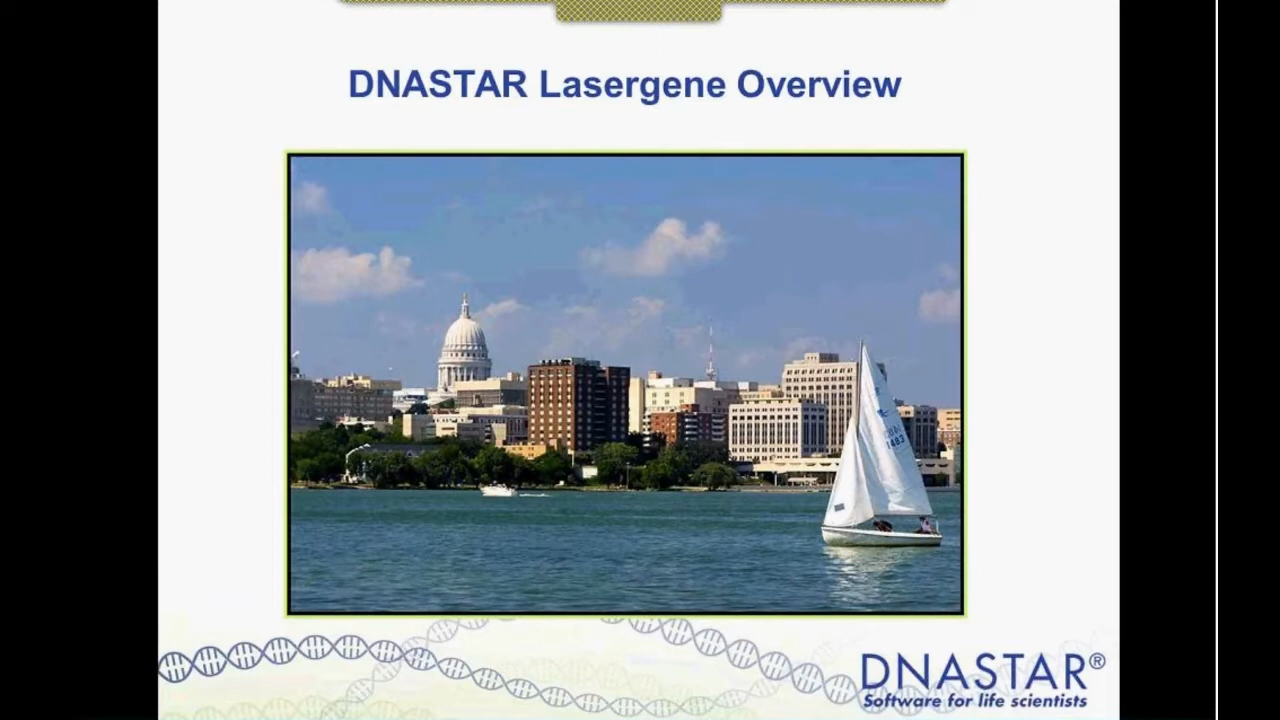 DNASTAR Lasergene Overview
DNASTAR®
Software for life scientists